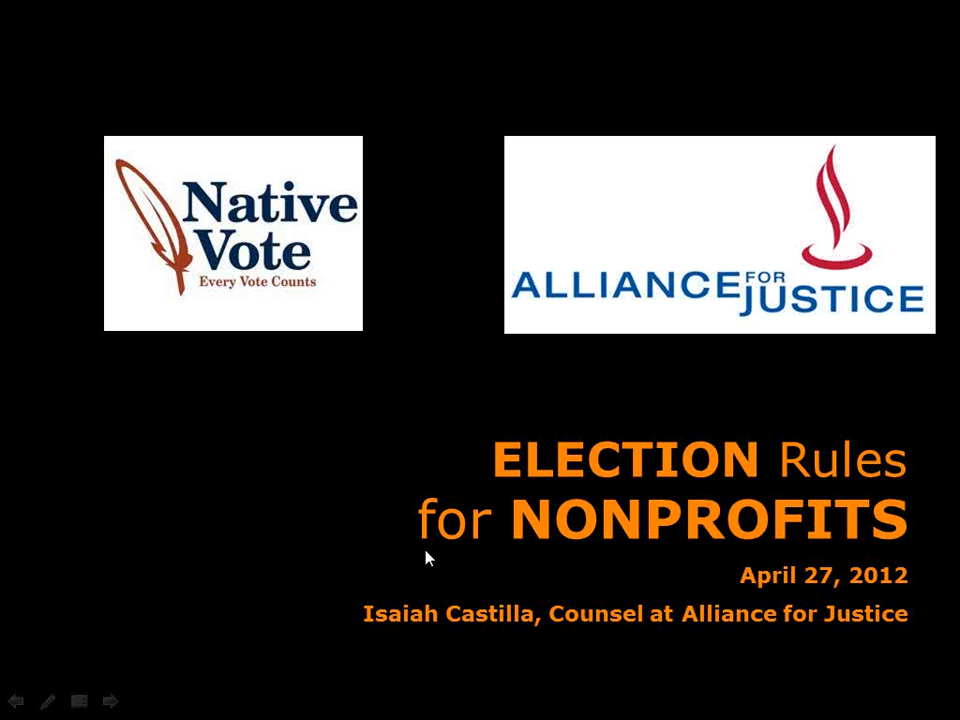 Native
Vote
Every Vote Counts
ALLIANCE FOR JUSTICE
ELECTION Rules
for NONPROFITS
April 27, 2012
Isaiah Castilla, Counsel at Alliance for Justice